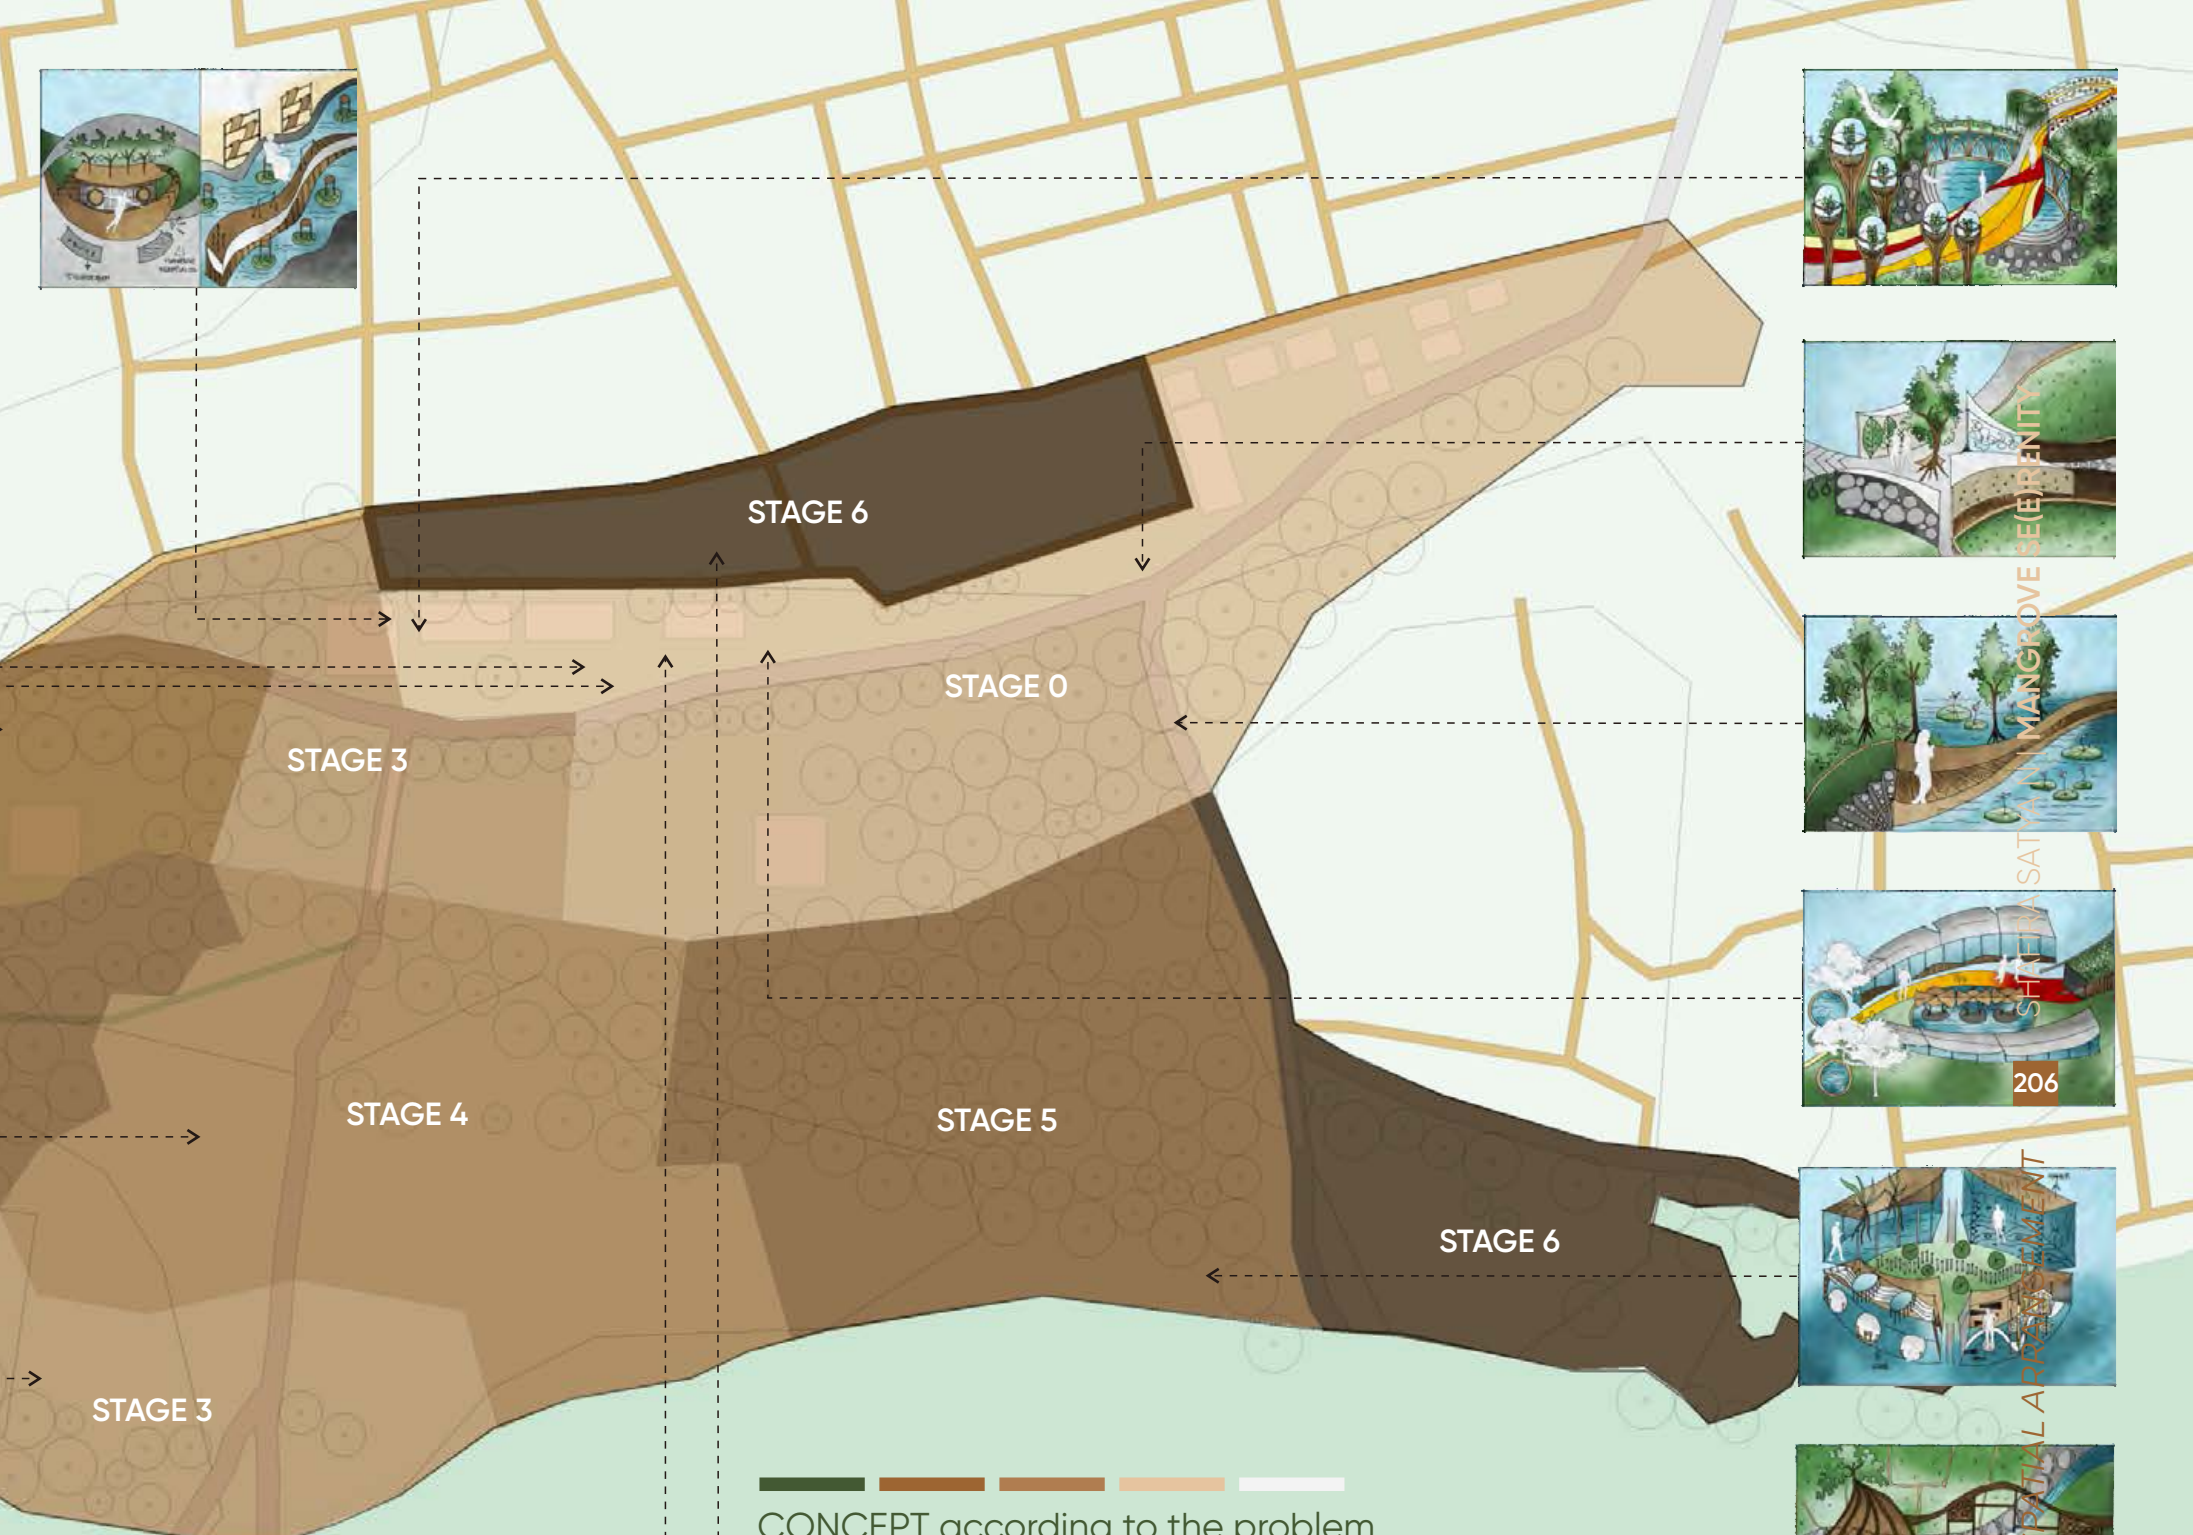 STAGE 6
STAGE 0
STAGE 3
STAGE 4
STAGE 5
STAGE 6
STAGE 3
MANGROVE SE(E)RENITY
206
CONCEPT according to the problem